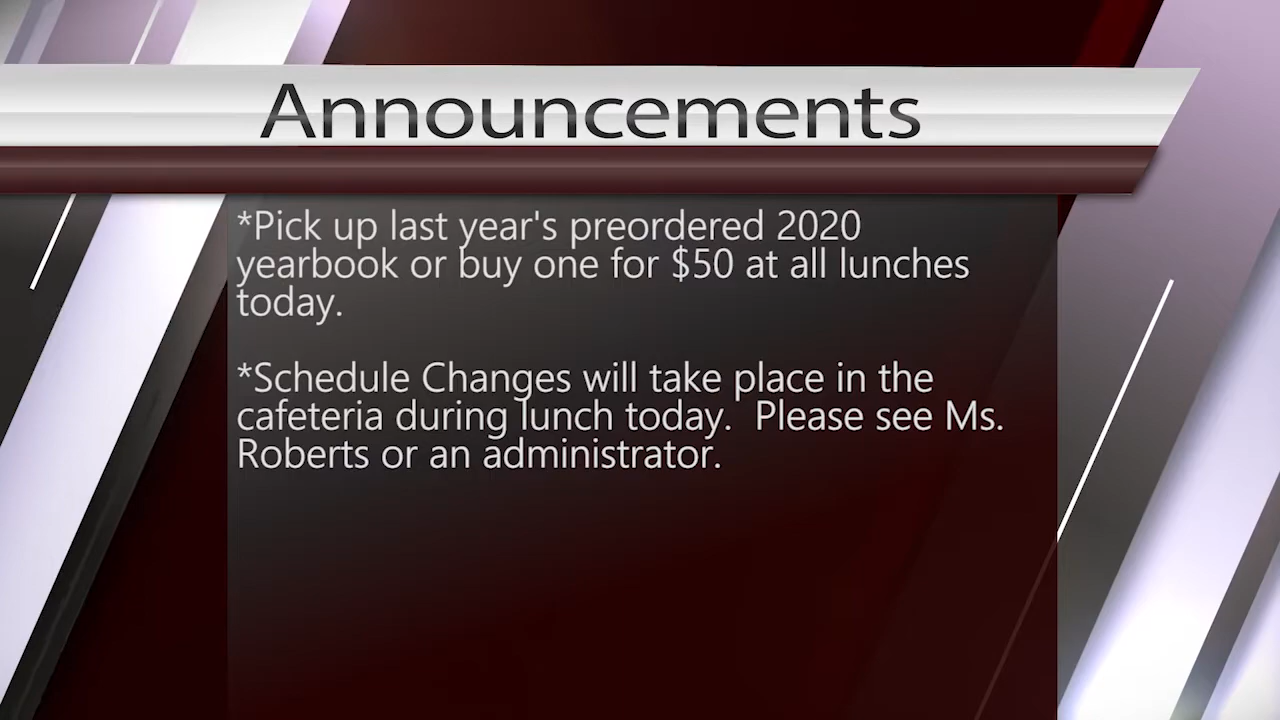 Announcements
*Pick up last year's preordered 2020
yearbook or buy one for $50 at all lunches
today.
*Schedule Changes will take place in the
cafeteria during lunch today.  Please see Ms.
Roberts or an administrator.